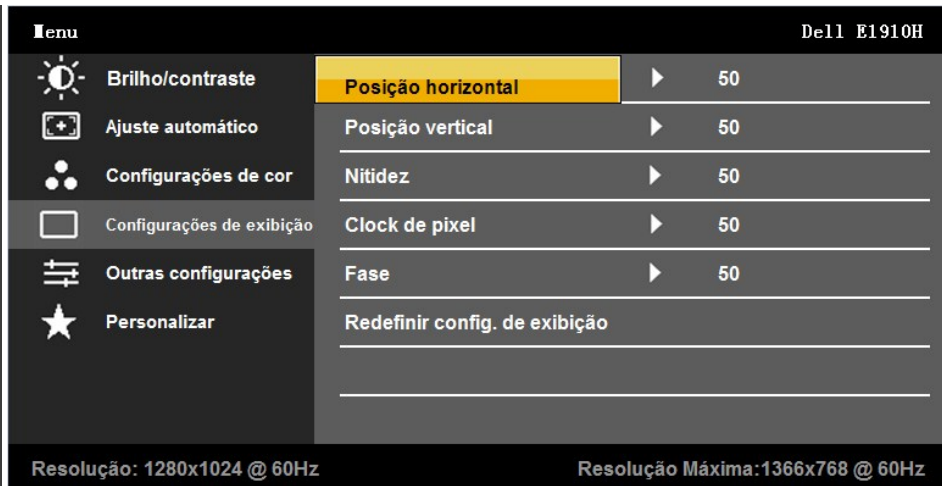 Menu Dell E1910H
Brilho/contraste
Posição horizontal 50
Ajuste automático
Posição vertical 50
Configurações de cor
Nitidez 50
Configurações de exibição
Clock de pixel 50
Outras configurações
Fase 50
Personalizar
Redefinir config. de exibição
Resolução: 1280x1024 @ 60Hz
Resolução Máxima:1366x768 @ 60Hz